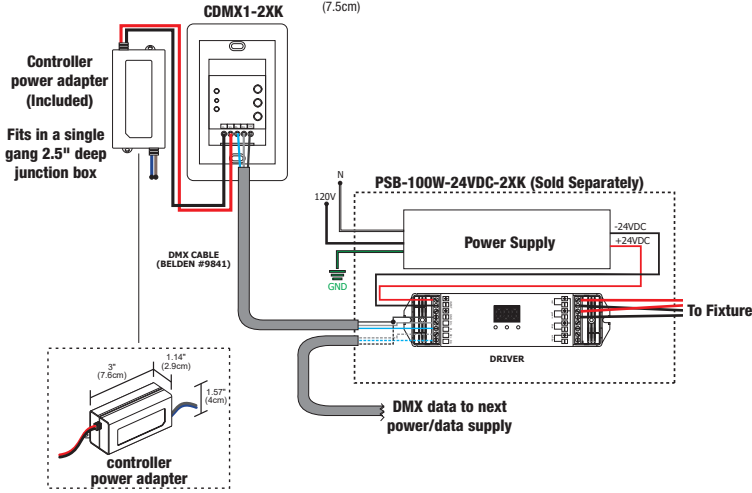 (7.5cm)
CDMX1-2XK
Controller
power adapter
(Included)
Fits in a single
gang 2.5" deep
junction box
N
120V
PSB-100W-24VDC-2XK (Sold Separately)
Power Supply
-24VDC
+24VDC
GND
DMX CABLE
(BELDEN #9841)
To Fixture
DRIVER
DMX data to next
power/data supply
3"
(7.6cm)
1.14"
(2.9cm)
1.57"
(4cm)
controller
power adapter